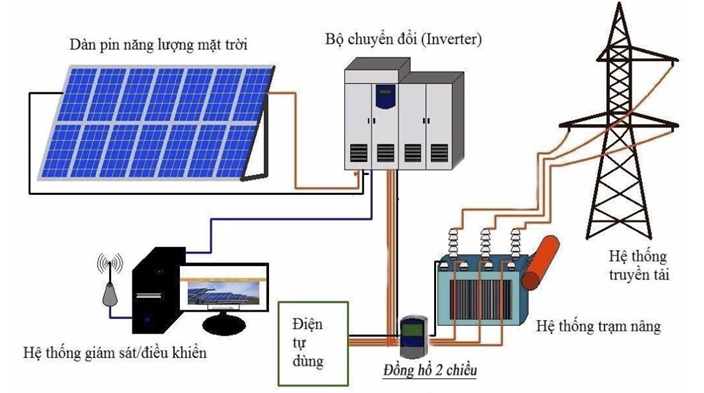 Dàn pin năng lượng mặt trời
Bộ chuyển đổi (Inverter)
Hệ thống
truyền tải
Hệ thống trạm nâng
Điện
tự
dùng
Đồng hồ 2 chiều
Hệ thống giám sát/điều khiển